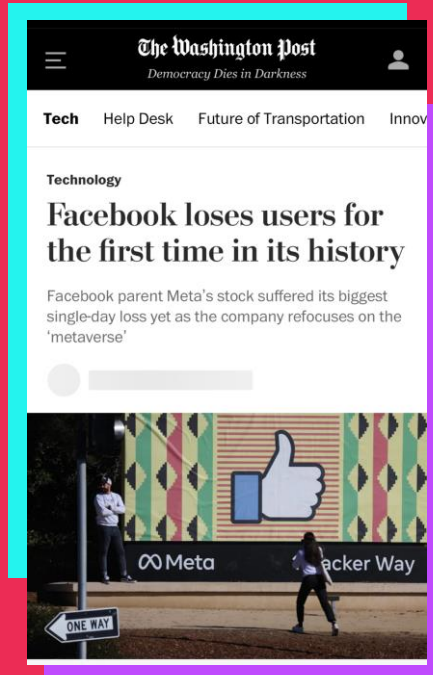 The Washington Post
Democracy Dies in Darkness
Tech Help Desk Future of Transportation Innov
Technology
Facebook loses users for
the first time in its history
Facebook parent Meta's stock suffered its biggest
single-day loss yet as the company refocuses on the
'metaverse'
Meta acker Way
ONE WAY